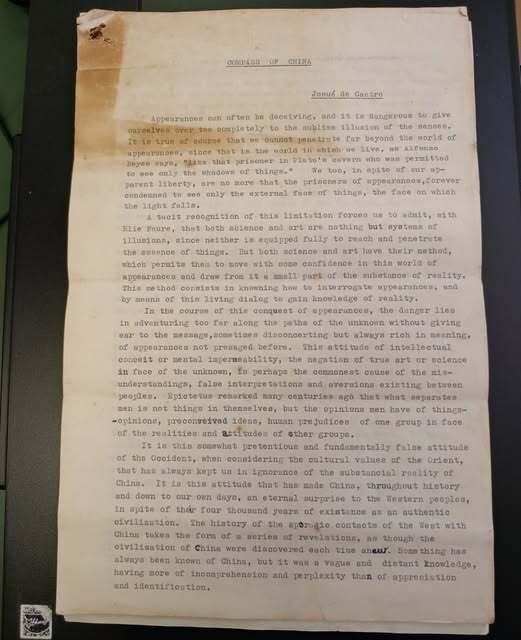 COMPASS OF CHINA
Josué de Castro
Appearances can often be deceiving, and it is dangerous to give
ourselves over too completely to the sublime illusion of the senses.
It is true of course that we cannot penetrate far beyond the world of
appearances, since that is the world in which we live, as Alfonso
Reyes says, "like that prisoner in Plato's cavern who was permitted
to see only the shadows of things." We too, in spite of our ap-
parent liberty, are no more that the prisoners of appearances,forever
condemned to see only the external face of things, the face on which
the light falls.
A tacit recognition of this limitation forces us to admit, with
Elie Faure, that both science and art are nothing but systems of
illusions, since neither is equipped fully to reach and penetrate
the essence of things. But both science and art have their method,
which permits them to move with some confidence in this world of
appearances and draw from it a small part of the substance of reality.
This method consists in knowning how to interrogate appearances, and
by means of this living dialog to gain knowledge of reality.
In the course of this conquest of appearances, the danger lies
in adventuring too far along the paths of the unknown without giving
ear to the message,sometimes disconcerting but always rich in meaning,
of appearances not presaged before. This attitude of intellectual
conceit or mental impermeability, the negation of true art or science
in face of the unknown, is perhaps the commonest cause of the mis-
understandings, false interpretations and aversions existing between
peoples. Epictetus remarked many centuries ago that what separates
men is not things in themselves, but the opinions men have of things-
-opinions, preconveived ideas, human prejudices of one group in face
of the realities and attitudes of other groups.
It is this somewhat pretentious and fundamentally false attitude
of the Occident, when considering the cultural values of the Orient,
that has always kept us in ignorance of the substancial reality of
China. It is this attitude that has made China, throughout history
and down to our own days, an eternal surprise to the Western peoples,
in spite of their four thousand years of existance as an authentic
civilization. The history of the sporadic contacts of the West with
China takes the form of a series of revelations, as though the
civilization of China were discovered each time anew. Something has
always been known of China, but it was a vague and distant knowledge,
having more of inconprehension and perplexity than of appreciation
and identification.